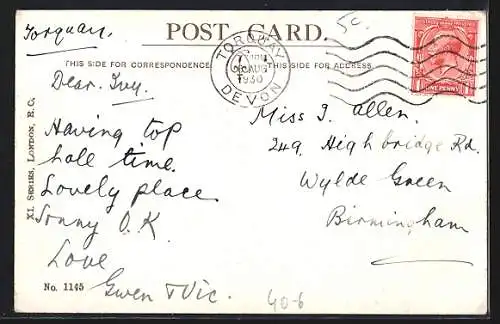 Torquay.
POST CARD.
5c.
THIS SIDE FOR CORRESPONDENCE
THIS SIDE FOR ADDRESS.
TORQUAY
AUG
1930
DEVON
ONE PENNY
Dear Ivy.
Having top
hole time.
Lovely place
Sonny O.K.
Love
Gwen & Vic.
Miss I. Allen.
249. Highbridge Rd.
Wylde Green
Birmingham
X L SERIES, LONDON, E.C.
No. 1145
40-6